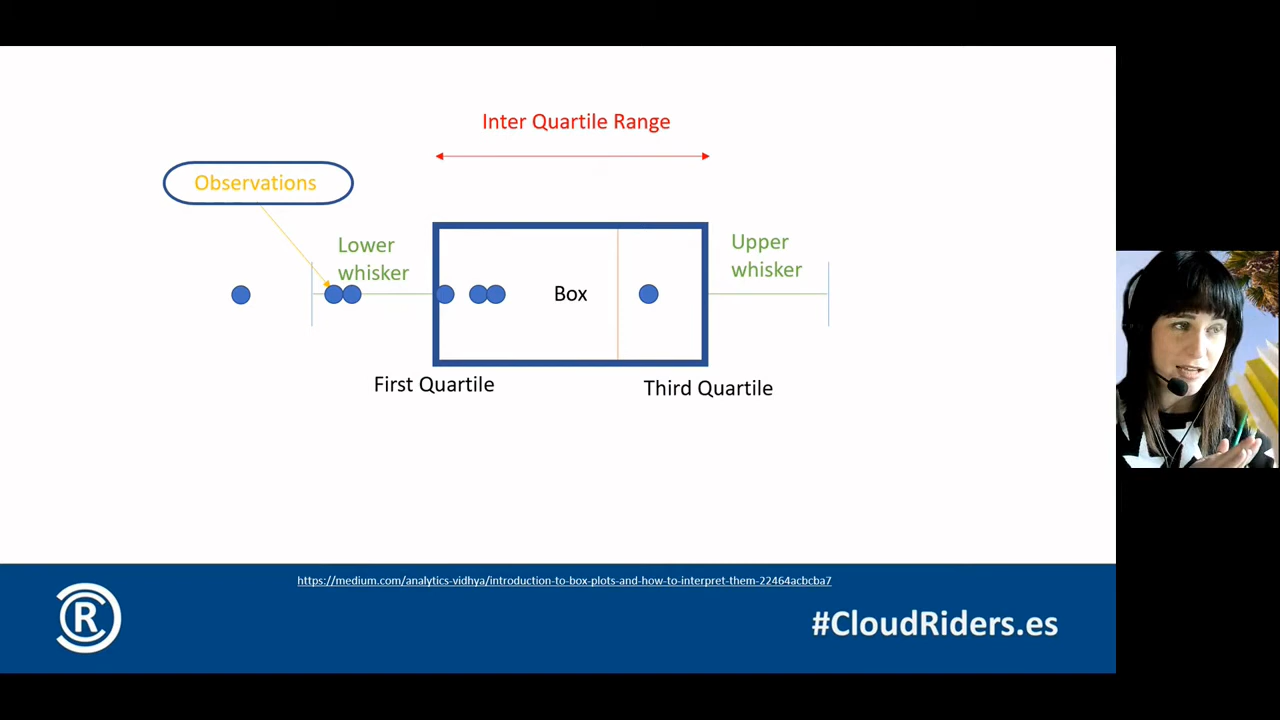 Inter Quartile Range
Observations
Lower
whisker
Upper
whisker
Box
First Quartile
Third Quartile
https://medium.com/analytics-vidhya/introduction-to-box-plots-and-how-to-interpret-them-22464acbcba7
R
#CloudRiders.es